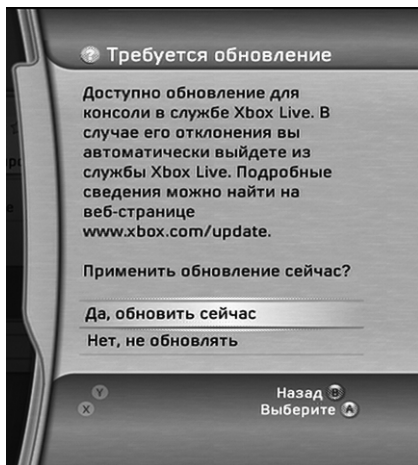 Требуется обновление
Доступно обновление для
консоли в службе Xbox Live. В
случае его отклонения вы
автоматически выйдете из
службы Xbox Live. Подробные
сведения можно найти на
веб-странице
www.xbox.com/update.
Применить обновление сейчас?
Да, обновить сейчас
Нет, не обновлять
Y
Назад B
X
Выберите A